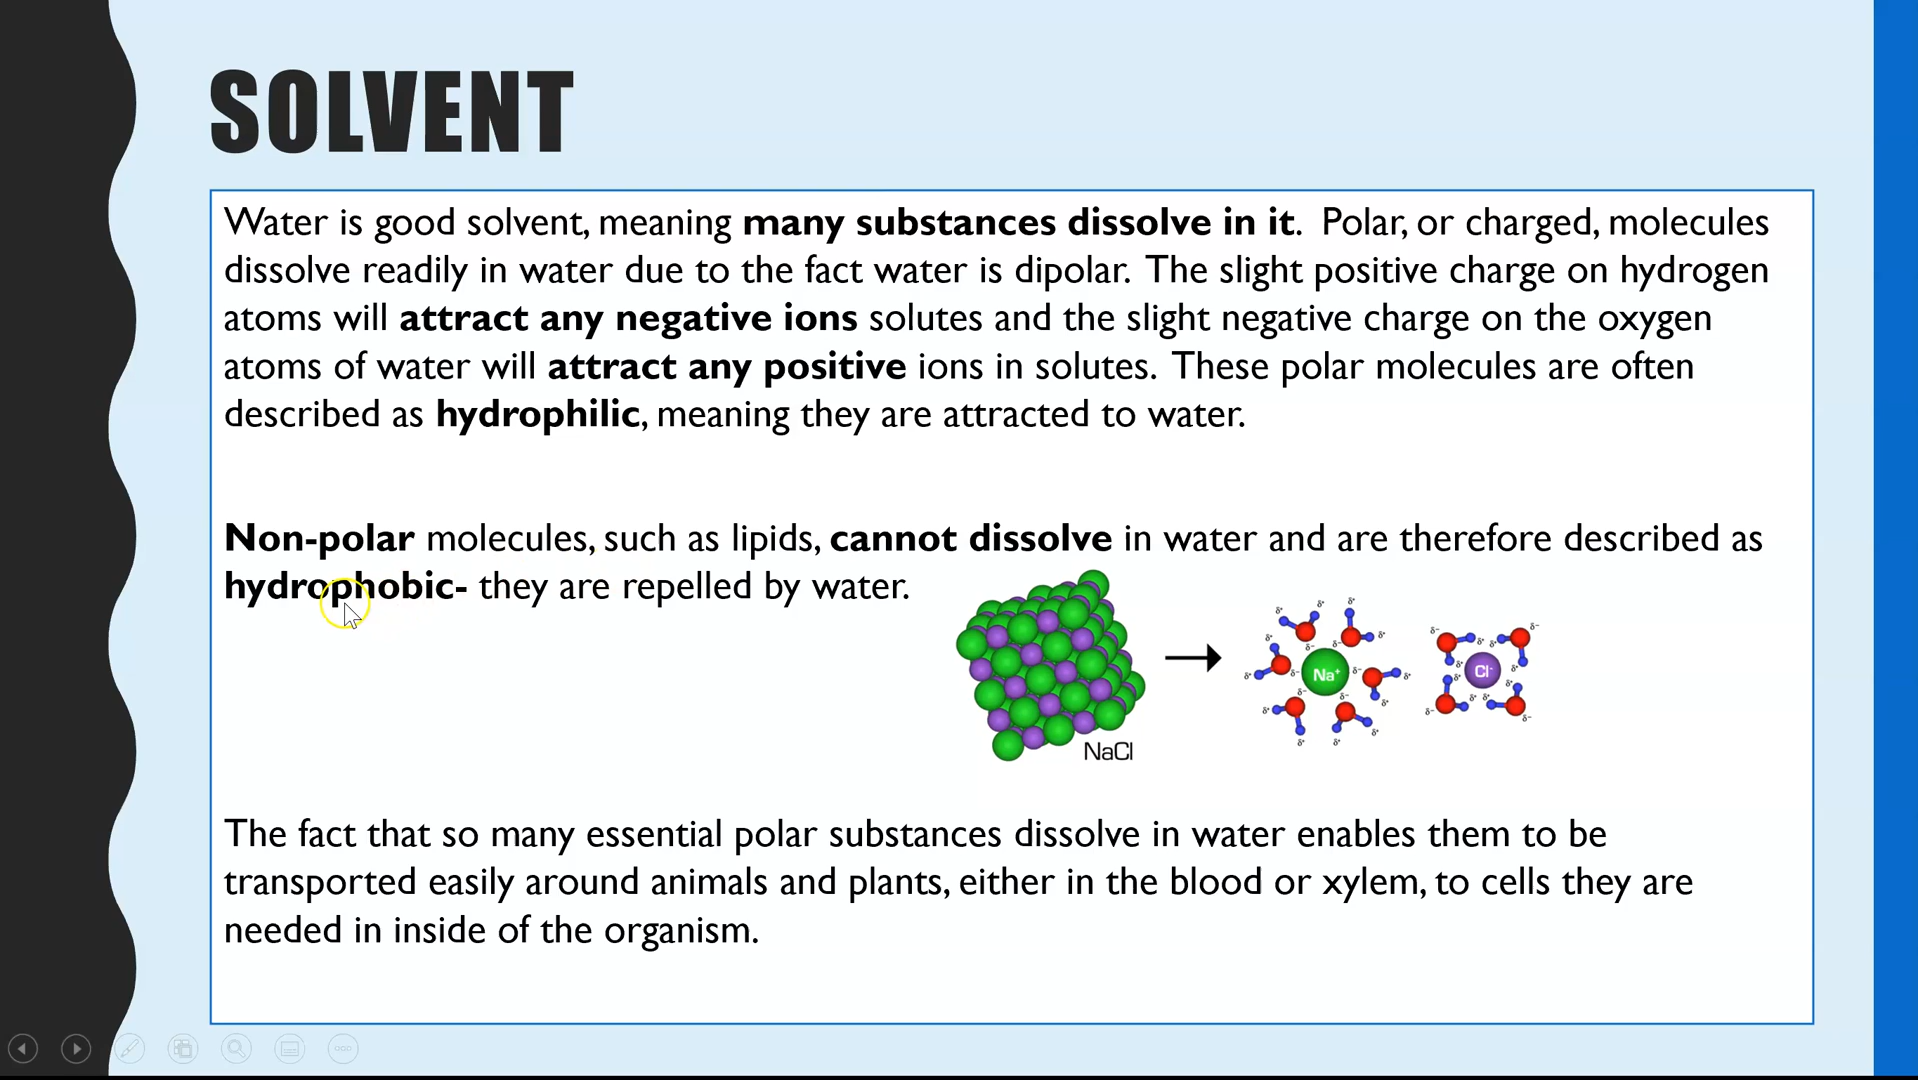 SOLVENT
Water is good solvent, meaning many substances dissolve in it. Polar, or charged, molecules
dissolve readily in water due to the fact water is dipolar. The slight positive charge on hydrogen
atoms will attract any negative ions solutes and the slight negative charge on the oxygen
atoms of water will attract any positive ions in solutes. These polar molecules are often
described as hydrophilic, meaning they are attracted to water.
Non-polar molecules, such as lipids, cannot dissolve in water and are therefore described as
hydrophobic- they are repelled by water.
Na⁺
Cl⁻
NaCl
The fact that so many essential polar substances dissolve in water enables them to be
transported easily around animals and plants, either in the blood or xylem, to cells they are
needed in inside of the organism.